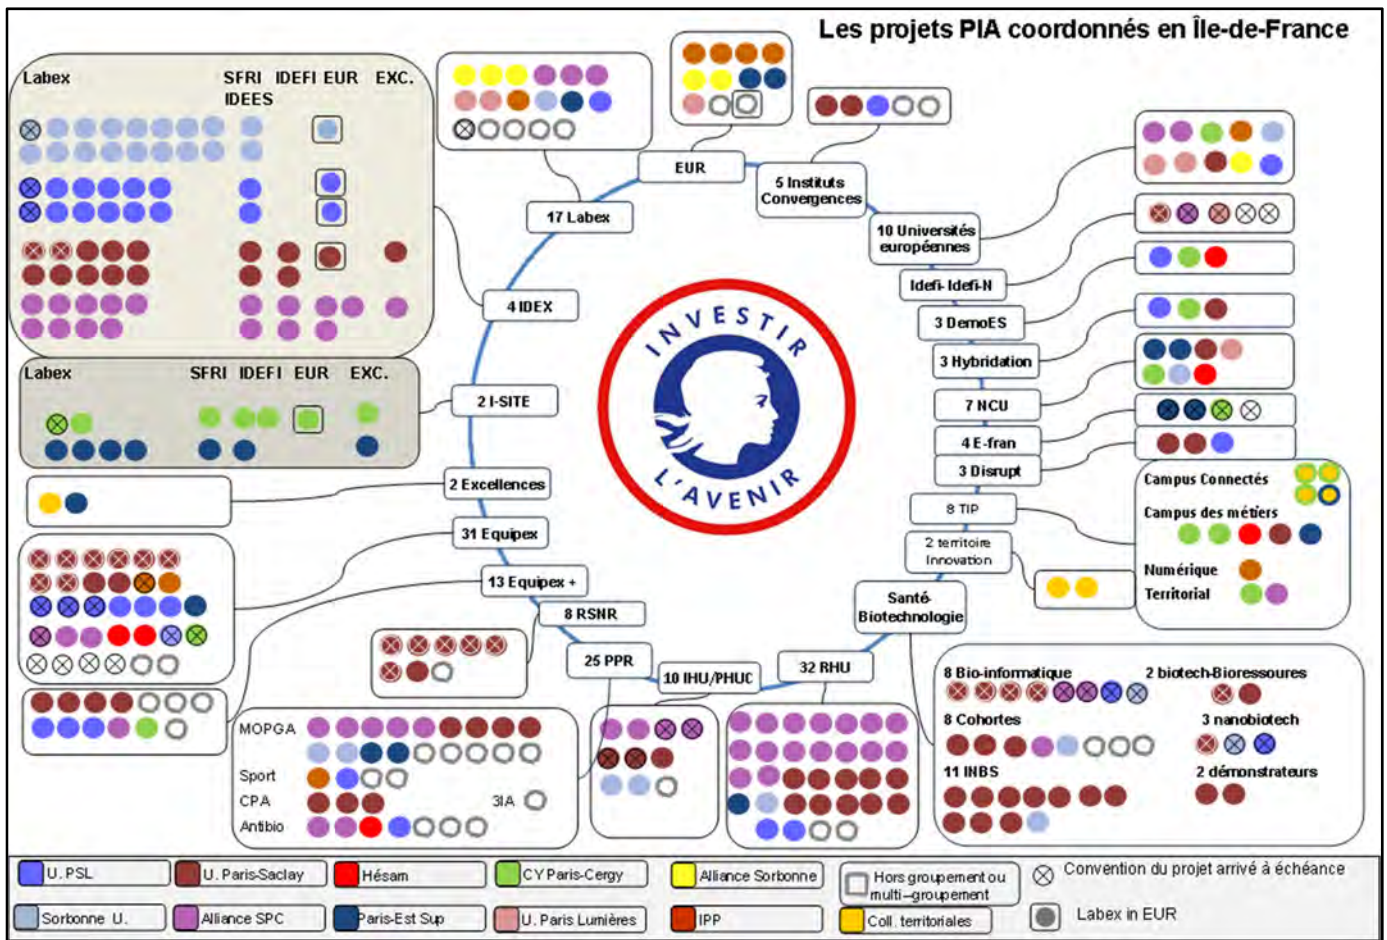 Les projets PIA coordonnés en Île-de-France
Labex SFRI IDEFI EUR EXC.
IDEES
EUR
5 Instituts
Convergences
17 Labex
10 Universités
européennes
Idefi- Idefi-N
4 IDEX
3 DemoES
3 Hybridation
Labex SFRI IDEFI EUR EXC.
2 I-SITE
7 NCU
4 E-fran
3 Disrupt
INVESTIR
L'AVENIR
2 Excellences
8 TIP
Campus Connectés
Campus des métiers
Numérique
Territorial
31 Equipex
2 territoire
Innovation
13 Equipex +
Santé-
Biotechnologie
8 RSNR
25 PPR
10 IHU/PHUC
32 RHU
MOPGA
Sport
CPA
3IA
Antibio
8 Bio-informatique
2 biotech-Bioressoures
8 Cohortes
3 nanobiotech
11 INBS
2 démonstrateurs
U. PSL
U. Paris-Saclay
Hésam
CY Paris-Cergy
Alliance Sorbonne
Hors groupement ou
multi-groupement
Convention du projet arrivé à échéance
Sorbonne U.
Alliance SPC
Paris-Est Sup
U. Paris Lumières
IPP
Coll. territoriales
Labex in EUR